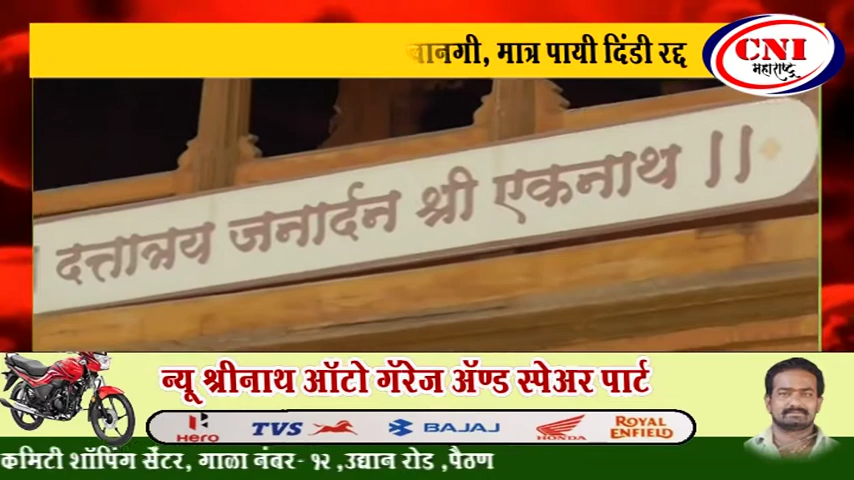 मात्र पायी दिंडी रद्द
CNI
महाराष्ट्र
दत्तात्रय जनार्दन श्री एकनाथ ||
न्यू श्रीनाथ ऑटो गॅरेज ॲण्ड स्पेअर पार्ट
Hero TVS BAJAJ HONDA ROYAL ENFIELD
कमिटी शॉपिंग सेंटर, गाळा नंबर- १२ ,उद्यान रोड ,पैठण